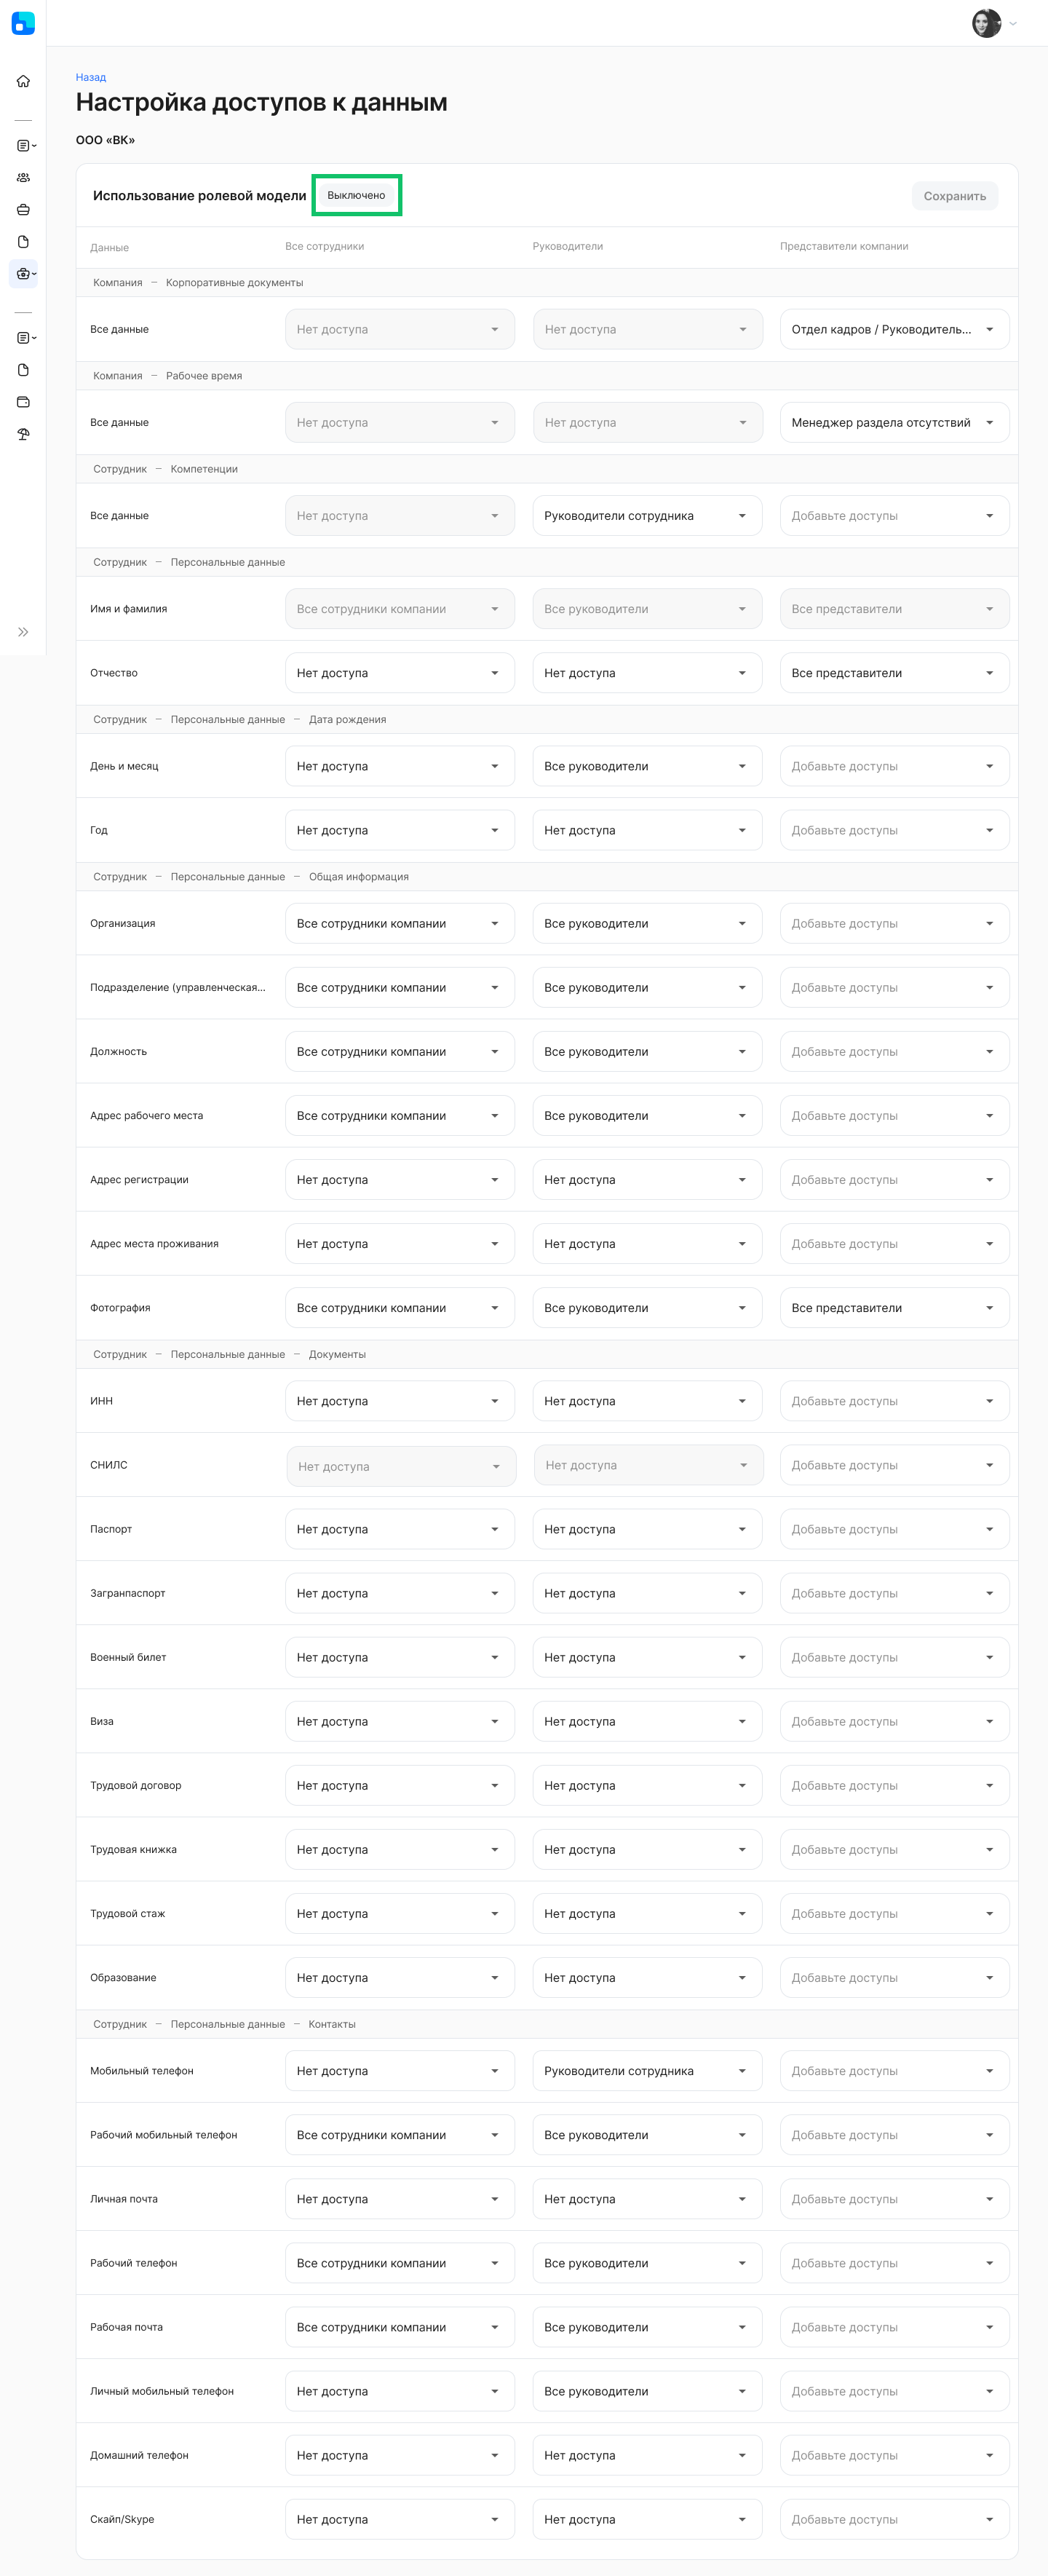 Назад
Настройка доступов к данным
ООО «ВК»
Использование ролевой модели Выключено Сохранить
Данные Все сотрудники Руководители Представители компании
Компания — Корпоративные документы
Все данные Нет доступа Нет доступа Отдел кадров / Руководитель...
Компания — Рабочее время
Все данные Нет доступа Нет доступа Менеджер раздела отсутствий
Сотрудник — Компетенции
Все данные Нет доступа Руководители сотрудника Добавьте доступы
Сотрудник — Персональные данные
Имя и фамилия Все сотрудники компании Все руководители Все представители
Отчество Нет доступа Нет доступа Все представители
Сотрудник — Персональные данные — Дата рождения
День и месяц Нет доступа Все руководители Добавьте доступы
Год Нет доступа Нет доступа Добавьте доступы
Сотрудник — Персональные данные — Общая информация
Организация Все сотрудники компании Все руководители Добавьте доступы
Подразделение (управленческая... Все сотрудники компании Все руководители Добавьте доступы
Должность Все сотрудники компании Все руководители Добавьте доступы
Адрес рабочего места Все сотрудники компании Все руководители Добавьте доступы
Адрес регистрации Нет доступа Нет доступа Добавьте доступы
Адрес места проживания Нет доступа Нет доступа Добавьте доступы
Фотография Все сотрудники компании Все руководители Все представители
Сотрудник — Персональные данные — Документы
ИНН Нет доступа Нет доступа Добавьте доступы
СНИЛС Нет доступа Нет доступа Добавьте доступы
Паспорт Нет доступа Нет доступа Добавьте доступы
Загранпаспорт Нет доступа Нет доступа Добавьте доступы
Военный билет Нет доступа Нет доступа Добавьте доступы
Виза Нет доступа Нет доступа Добавьте доступы
Трудовой договор Нет доступа Нет доступа Добавьте доступы
Трудовая книжка Нет доступа Нет доступа Добавьте доступы
Трудовой стаж Нет доступа Нет доступа Добавьте доступы
Образование Нет доступа Нет доступа Добавьте доступы
Сотрудник — Персональные данные — Контакты
Мобильный телефон Нет доступа Руководители сотрудника Добавьте доступы
Рабочий мобильный телефон Все сотрудники компании Все руководители Добавьте доступы
Личная почта Нет доступа Нет доступа Добавьте доступы
Рабочий телефон Все сотрудники компании Все руководители Добавьте доступы
Рабочая почта Все сотрудники компании Все руководители Добавьте доступы
Личный мобильный телефон Нет доступа Все руководители Добавьте доступы
Домашний телефон Нет доступа Нет доступа Добавьте доступы
Скайп/Skype Нет доступа Нет доступа Добавьте доступы